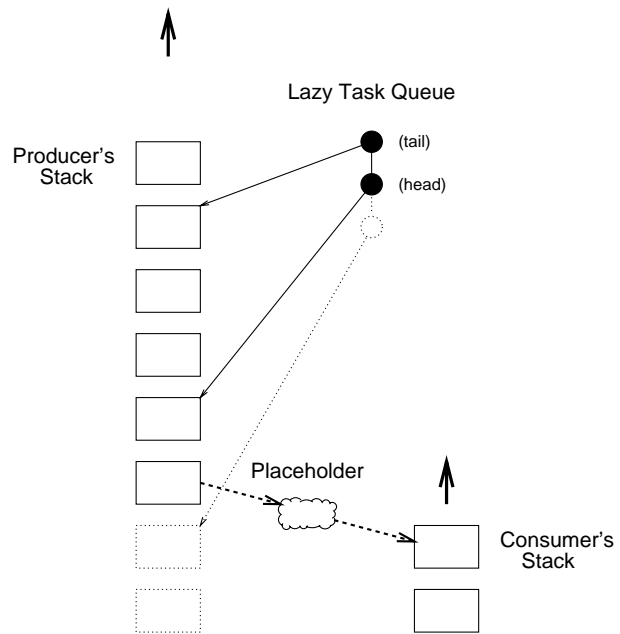 Lazy Task Queue
(tail)
Producer's
Stack
(head)
Placeholder
Consumer's
Stack